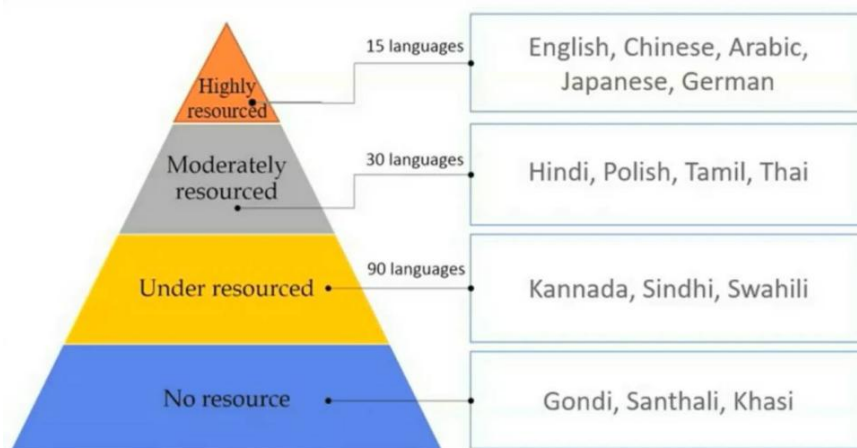 15 languages
Highly
resourced
English, Chinese, Arabic,
Japanese, German
30 languages
Moderately
resourced
Hindi, Polish, Tamil, Thai
90 languages
Under resourced
Kannada, Sindhi, Swahili
No resource
Gondi, Santhali, Khasi